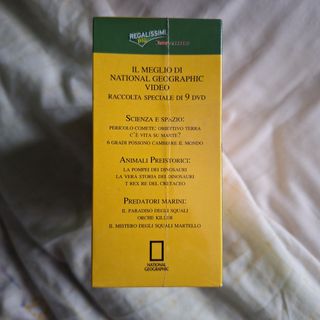 REGALISSIMI
IL MEGLIO DI
NATIONAL GEOGRAPHIC
VIDEO
RACCOLTA SPECIALE DI 9 DVD
SCIENZA E SPAZIO:
PERICOLO COMETE: OBIETTIVO TERRA
C'È VITA SU MARTE?
6 GRADI POSSONO CAMBIARE IL MONDO
ANIMALI PREISTORICI:
LA POMPEI DEI DINOSAURI
LA VERA STORIA DEI DINOSAURI
T REX RE DEL CRETACEO
PREDATORI MARINI:
IL PARADISO DEGLI SQUALI
ORCHE KILLER
IL MISTERO DEGLI SQUALI MARTELLO
NATIONAL
GEOGRAPHIC